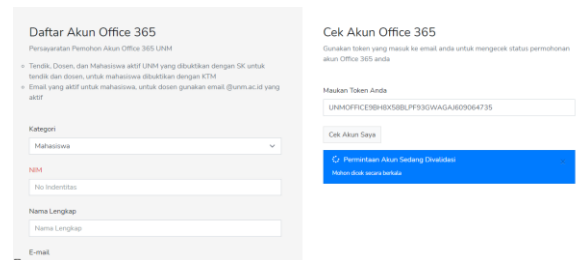 Daftar Akun Office 365
Persayaratan Pemohon Akun Office 365 UNM
Tendik, Dosen, dan Mahasiswa aktif UNM yang dibuktikan dengan SK untuk
tendik dan dosen, untuk mahasiswa dibuktikan dengan KTM
Email yang aktif untuk mahasiswa, untuk dosen gunakan email @unm.ac.id yang
aktif
Kategori
Mahasiswa
NIM
No Indentitas
Nama Lengkap
Nama Lengkap
E-mail
Cek Akun Office 365
Gunakan token yang masuk ke email anda untuk mengecek status permohonan
akun Office 365 anda
Maukan Token Anda
UNMOFFICE9BH8X58BLPF93GWAGAJ609064735
Cek Akun Saya
Permintaan Akun Sedang Divalidasi
Mohon dicek secara berkala